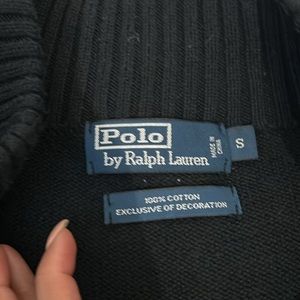 Polo
by Ralph Lauren
MADE IN
CHINA
S
100% COTTON
EXCLUSIVE OF DECORATION